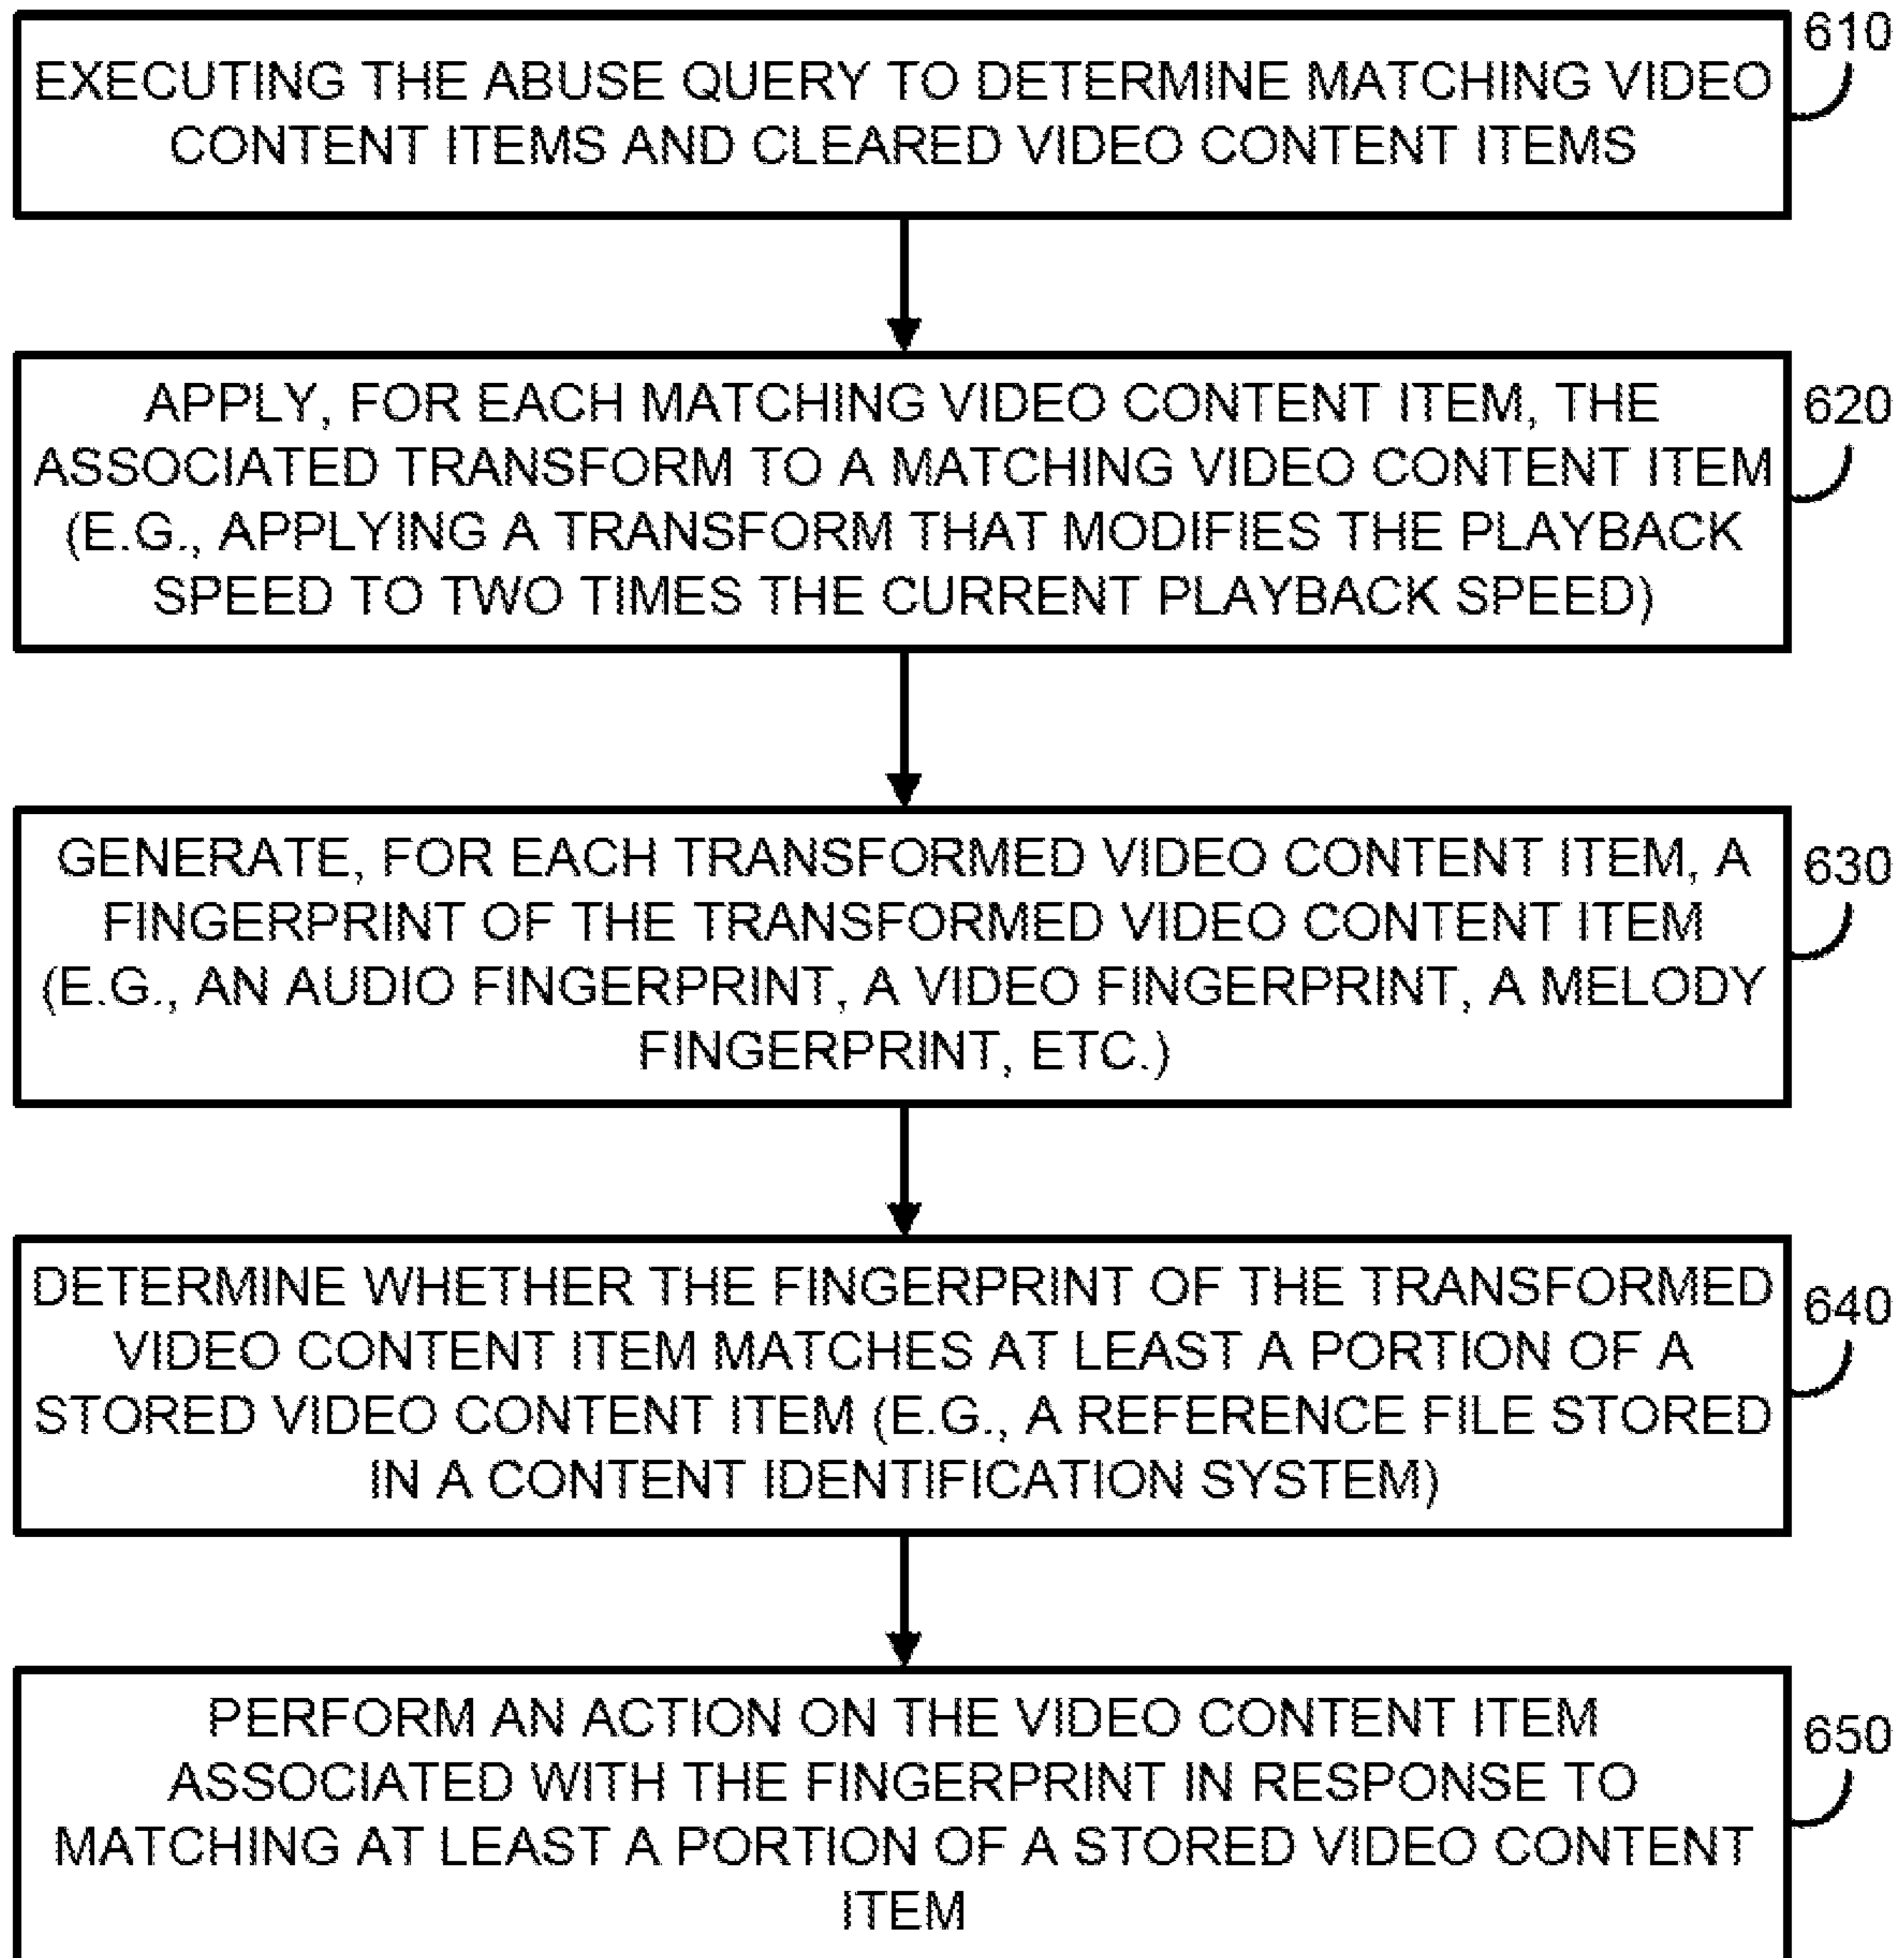 610
EXECUTING THE ABUSE QUERY TO DETERMINE MATCHING VIDEO
CONTENT ITEMS AND CLEARED VIDEO CONTENT ITEMS
620
APPLY, FOR EACH MATCHING VIDEO CONTENT ITEM, THE
ASSOCIATED TRANSFORM TO A MATCHING VIDEO CONTENT ITEM
(E.G., APPLYING A TRANSFORM THAT MODIFIES THE PLAYBACK
SPEED TO TWO TIMES THE CURRENT PLAYBACK SPEED)
630
GENERATE, FOR EACH TRANSFORMED VIDEO CONTENT ITEM, A
FINGERPRINT OF THE TRANSFORMED VIDEO CONTENT ITEM
(E.G., AN AUDIO FINGERPRINT, A VIDEO FINGERPRINT, A MELODY
FINGERPRINT, ETC.)
640
DETERMINE WHETHER THE FINGERPRINT OF THE TRANSFORMED
VIDEO CONTENT ITEM MATCHES AT LEAST A PORTION OF A
STORED VIDEO CONTENT ITEM (E.G., A REFERENCE FILE STORED
IN A CONTENT IDENTIFICATION SYSTEM)
650
PERFORM AN ACTION ON THE VIDEO CONTENT ITEM
ASSOCIATED WITH THE FINGERPRINT IN RESPONSE TO
MATCHING AT LEAST A PORTION OF A STORED VIDEO CONTENT
ITEM